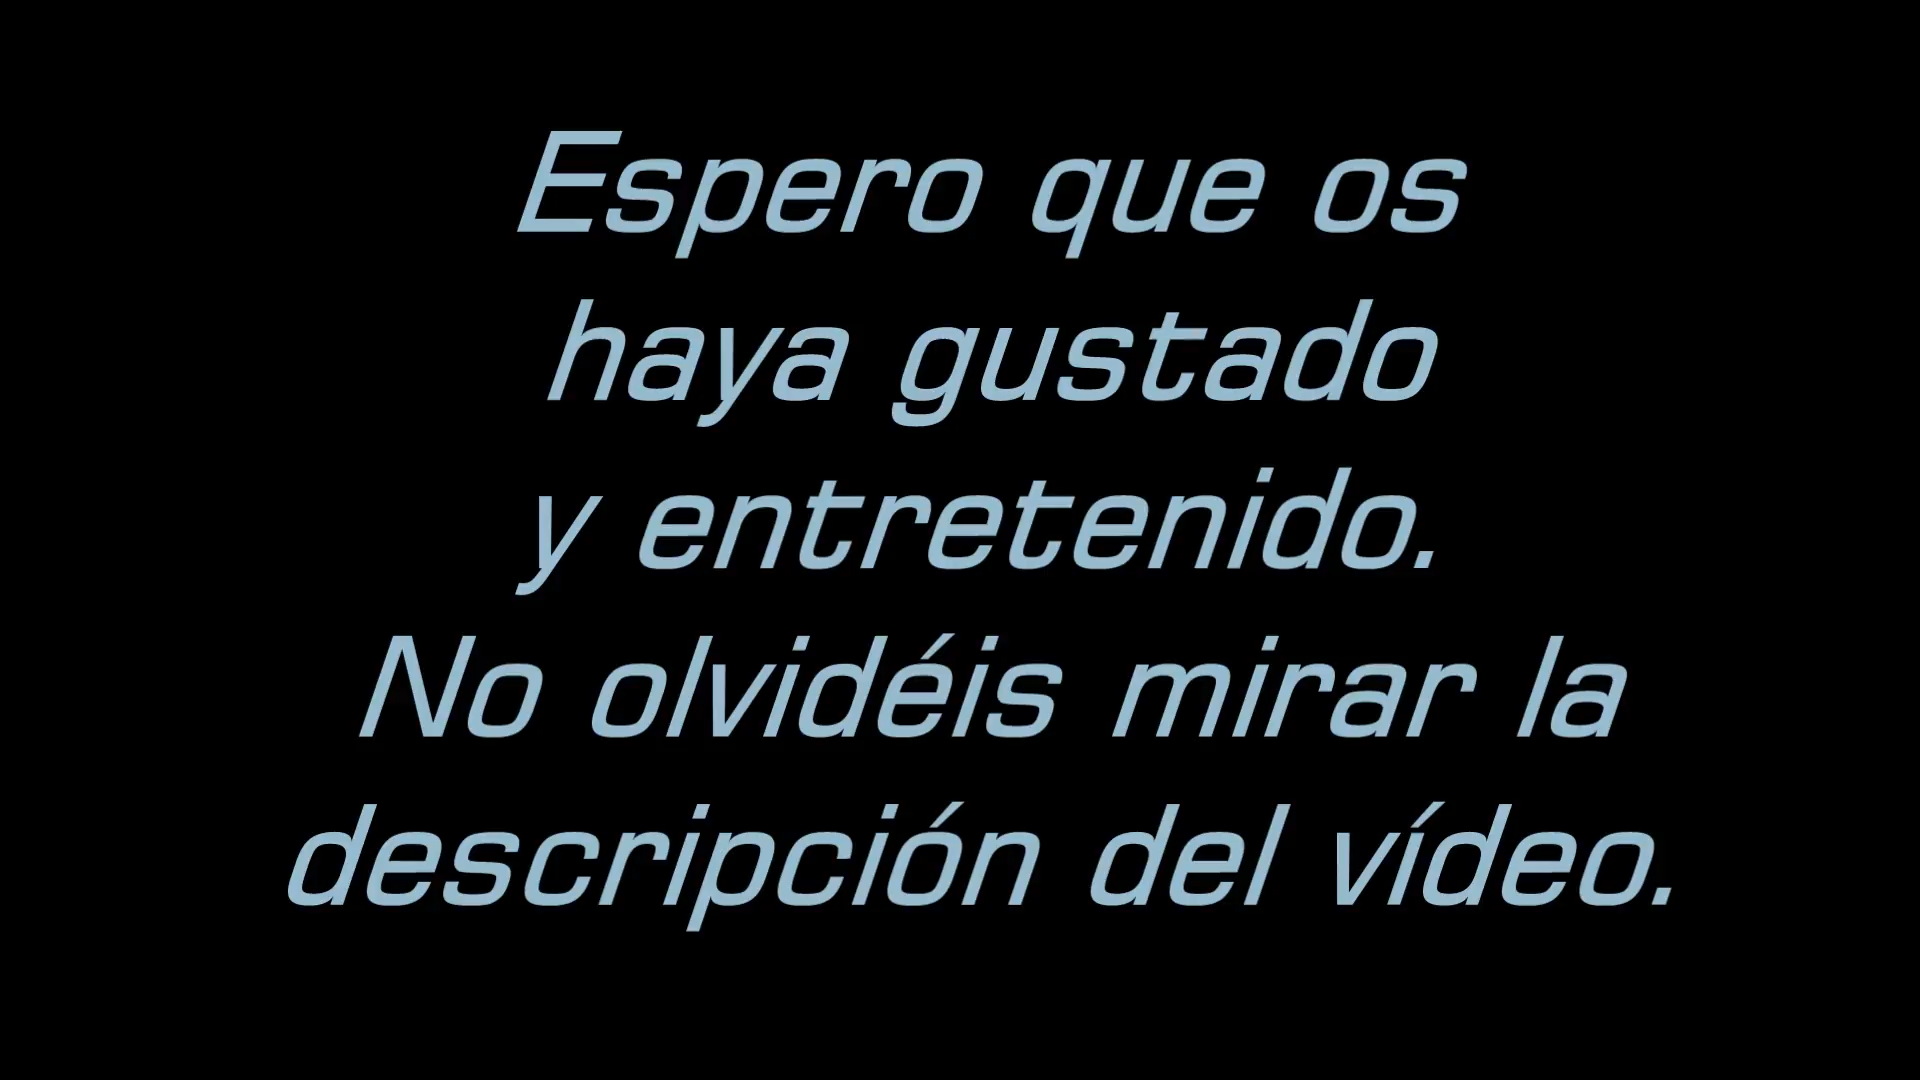 Espero que os
haya gustado
y entretenido.
No olvidéis mirar la
descripción del vídeo.